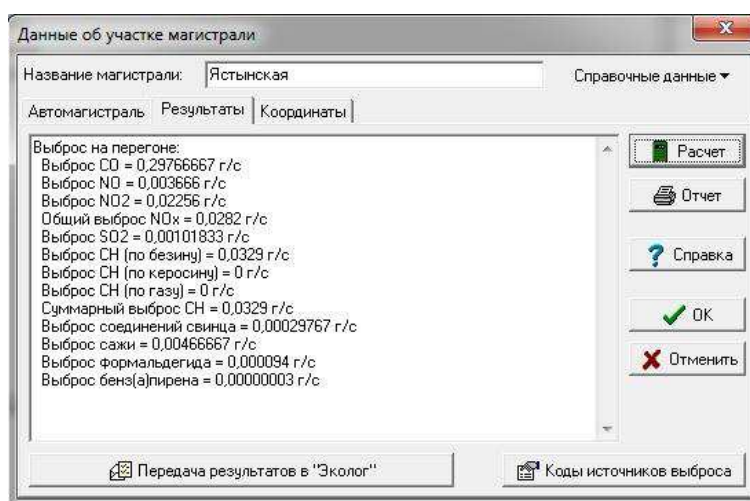 Данные об участке магистрали
Название магистрали: Ястынская Справочные данные
Автомагистраль Результаты Координаты
Выброс на перегоне:
Выброс CO = 0,29766667 г/с
Выброс NO = 0,003666 г/с
Выброс NO2 = 0,02256 г/с
Общий выброс NOx = 0,0282 г/с
Выброс SO2 = 0,00101833 г/с
Выброс CH (по безину) = 0,0329 г/с
Выброс CH (по керосину) = 0 г/с
Выброс CH (по газу) = 0 г/с
Суммарный выброс CH = 0,0329 г/с
Выброс соединений свинца = 0,00029767 г/с
Выброс сажи = 0,00466667 г/с
Выброс формальдегида = 0,000094 г/с
Выброс бенз(а)пирена = 0,00000003 г/с
Расчет
Отчет
Справка
OK
Отменить
Передача результатов в "Эколог" Коды источников выброса